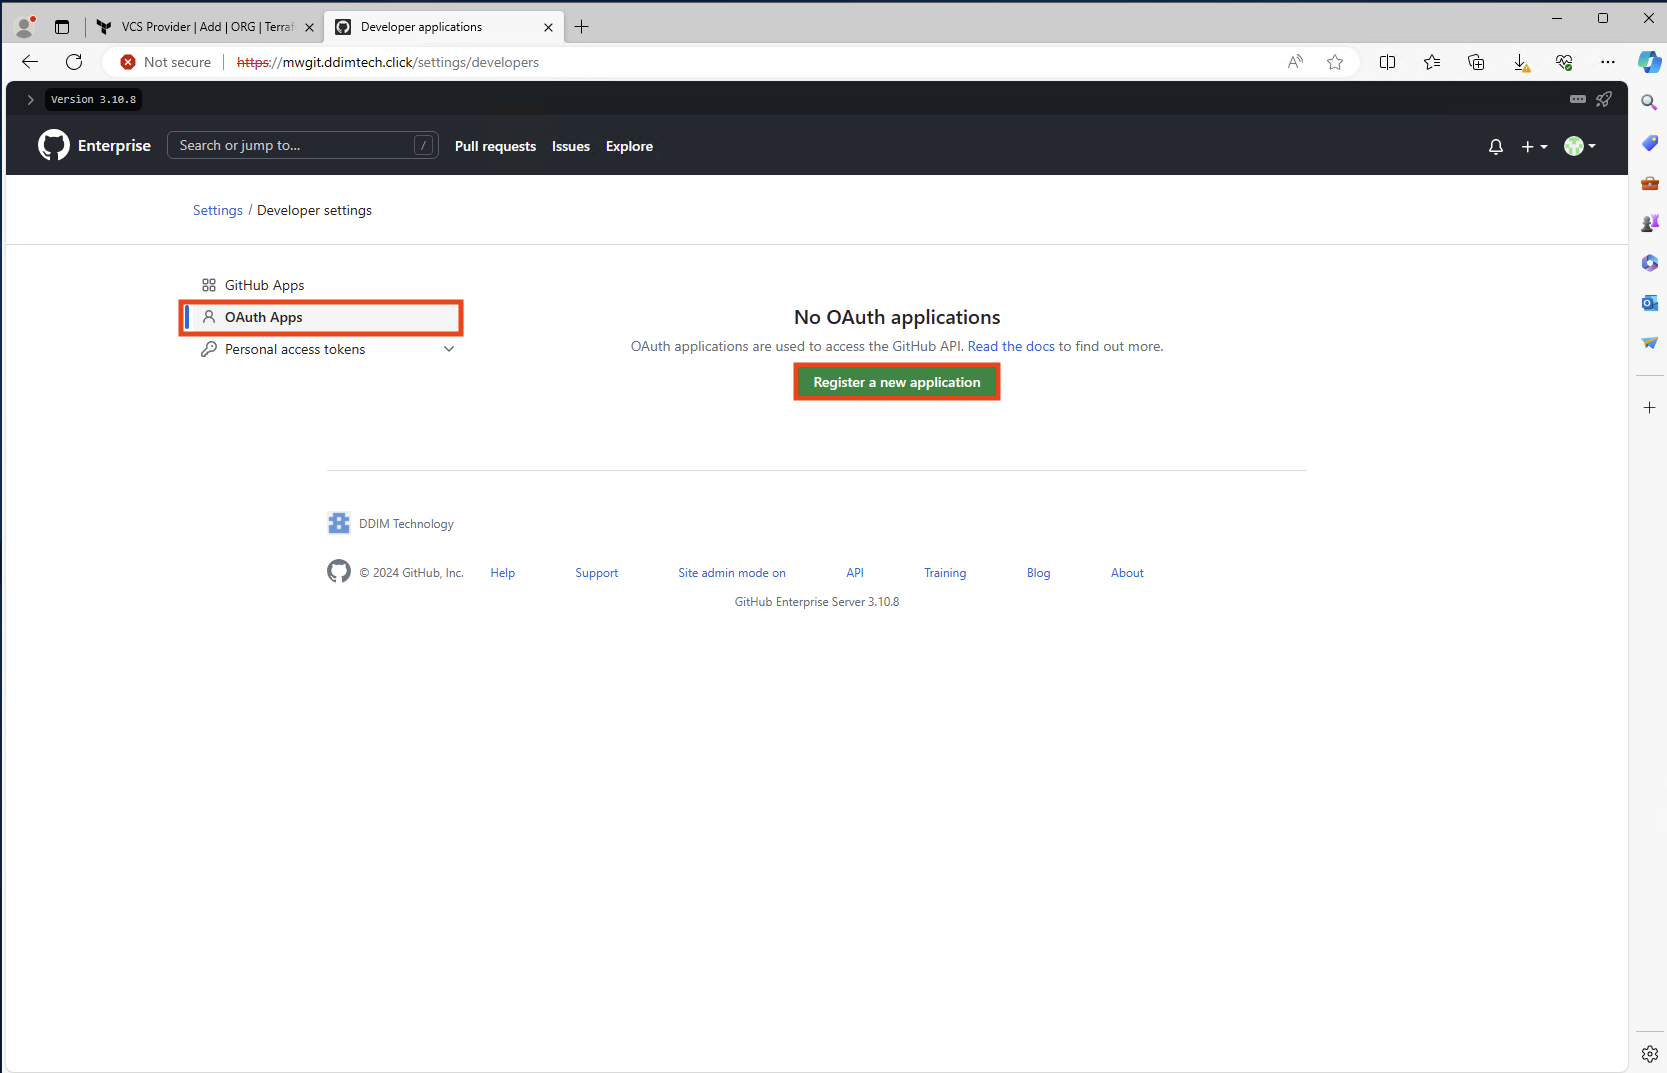 VCS Provider | Add | ORG | Terraf
Developer applications
Not secure
https://mwgit.ddimtech.click/settings/developers
Version 3.10.8
Enterprise
Search or jump to...
/
Pull requests
Issues
Explore
Settings / Developer settings
GitHub Apps
OAuth Apps
Personal access tokens
No OAuth applications
OAuth applications are used to access the GitHub API. Read the docs to find out more.
Register a new application
DDIM Technology
© 2024 GitHub, Inc.
Help
Support
Site admin mode on
API
Training
Blog
About
GitHub Enterprise Server 3.10.8